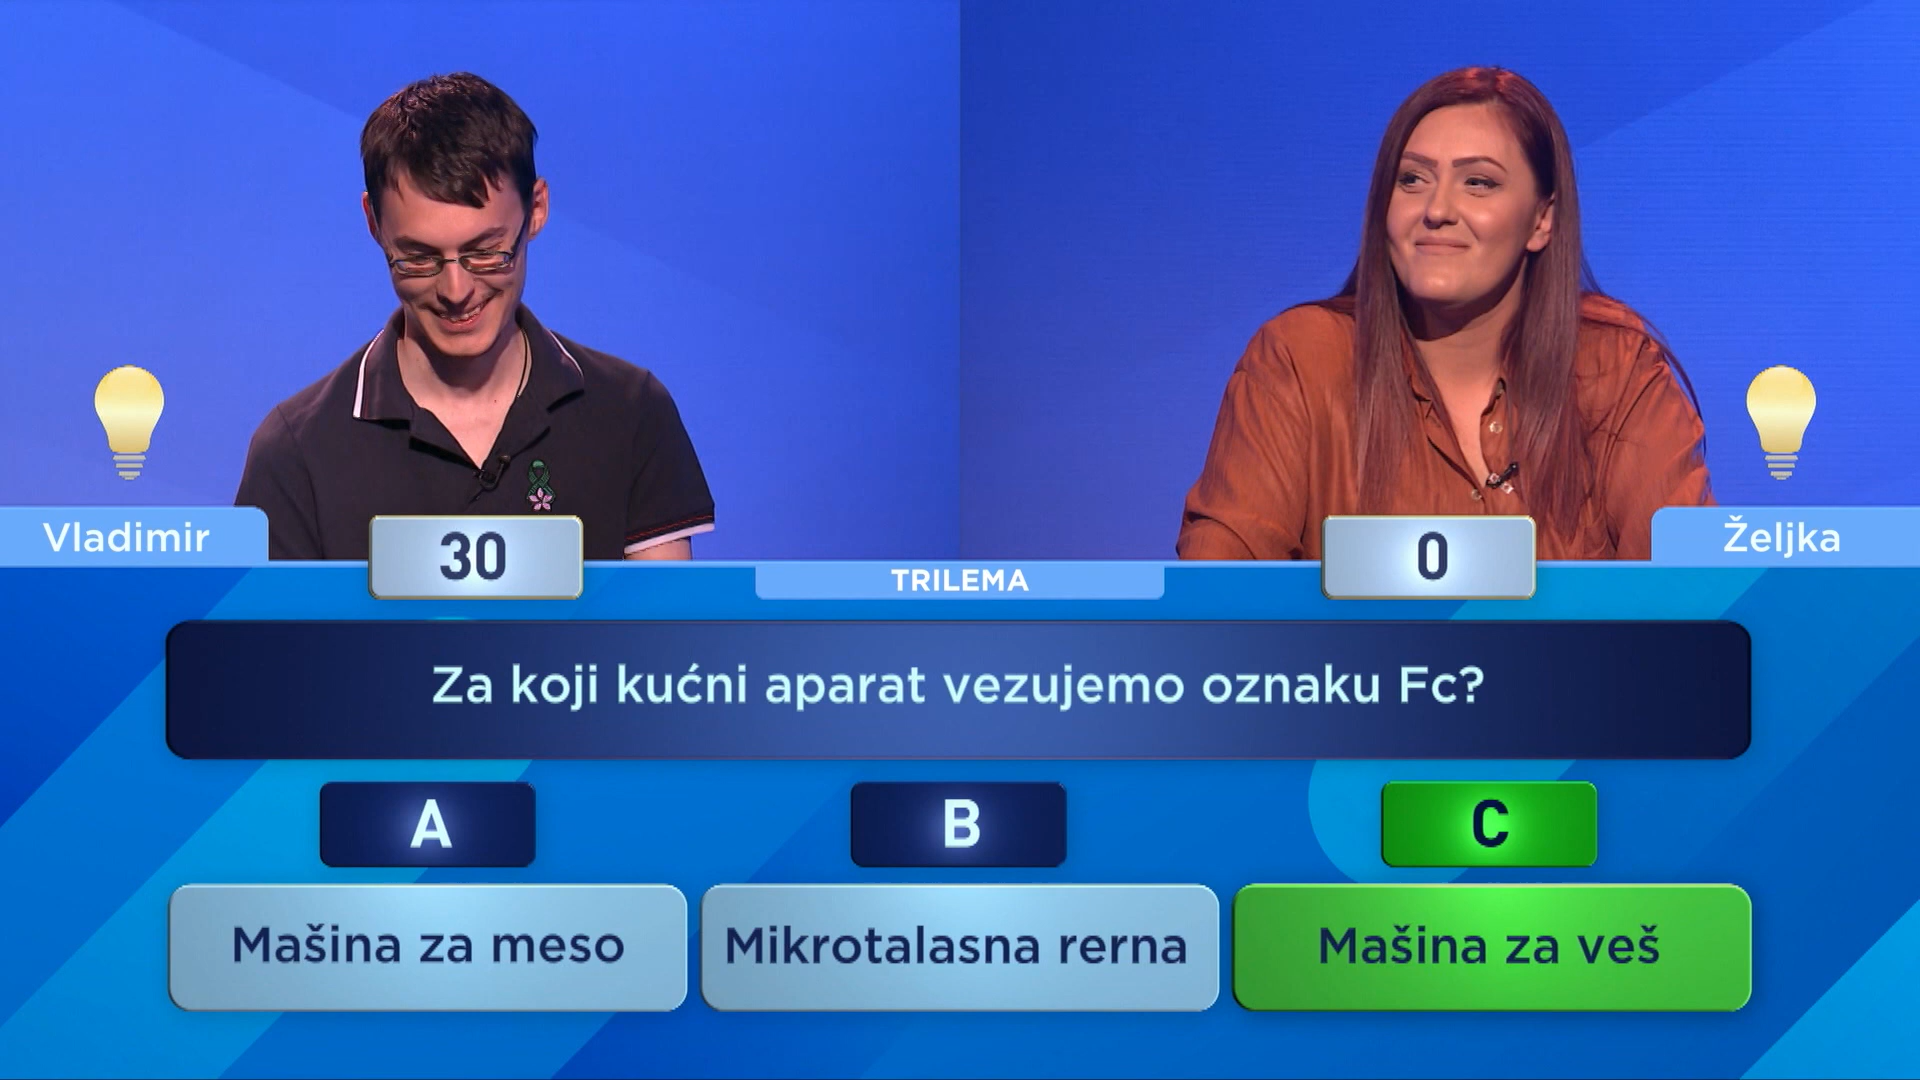 Vladimir
30
TRILEMA
0
Željka
Za koji kućni aparat vezujemo oznaku Fc?
A
B
C
Mašina za meso
Mikrotalasna rerna
Mašina za veš